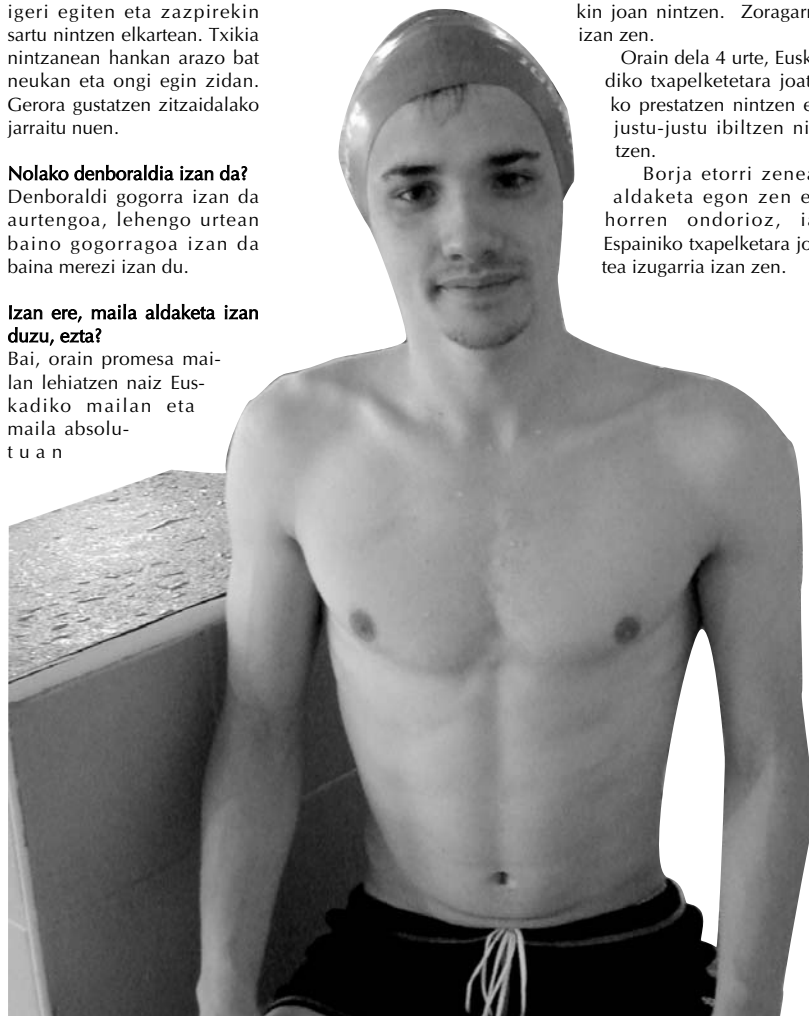 igeri egiten eta zazpirekin
sartu nintzen elkartean. Txikia
nintzanean hankan arazo bat
neukan eta ongi egin zidan.
Gerora gustatzen zitzaidalako
jarraitu nuen.
Nolako denboraldia izan da?
Denboraldi gogorra izan da
aurtengoa, lehengo urtean
baino gogorragoa izan da
baina merezi izan du.
Izan ere, maila aldaketa izan
duzu, ezta?
Bai, orain promesa mai-
lan lehiatzen naiz Eus-
kadiko mailan eta
maila absolu-
tuan
kin joan nintzen. Zoragarr
izan zen.
Orain dela 4 urte, Eusk
diko txapelketetara joat
ko prestatzen nintzen e
justu-justu ibiltzen ni
tzen.
Borja etorri zenea
aldaketa egon zen e
horren ondorioz, ia
Espainiko txapelketara jo
tea izugarria izan zen.